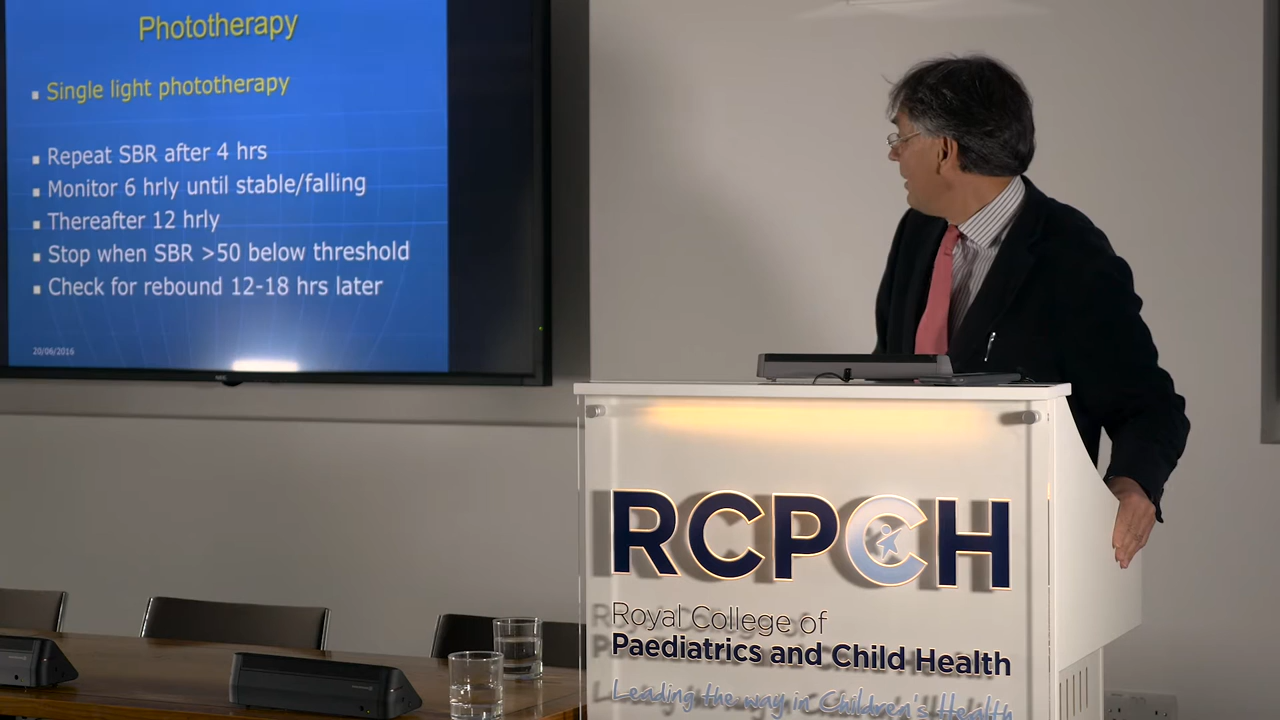 Phototherapy
Single light phototherapy
Repeat SBR after 4 hrs
Monitor 6 hrly until stable/falling
Thereafter 12 hrly
Stop when SBR >50 below threshold
Check for rebound 12-18 hrs later
20/06/2016
NEC
RCPCH
Royal College of
Paediatrics and Child Health
Leading the way in Children's Health